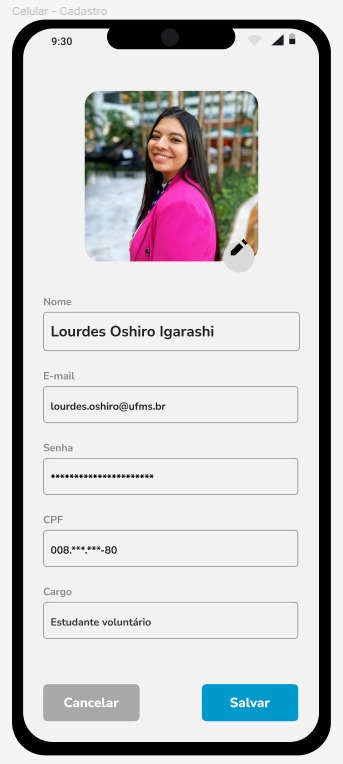 Celular - Cadastro
9:30
Nome
Lourdes Oshiro Igarashi
E-mail
lourdes.oshiro@ufms.br
Senha
**********************
CPF
008.***.***-80
Cargo
Estudante voluntário
Cancelar
Salvar